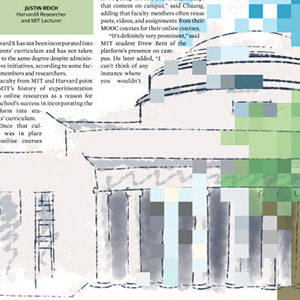 JUSTIN REICH
HarvardX Researcher
and MIT Lecturer
vardX has not been incorporated into
ents' curriculum and has not taken
to the same degree despite adminis-
ve initiatives, according to some fac-
members and researchers.
aculty from MIT and Harvard point
MIT's history of experimentation
online resources as a reason for
school's success in incorporating the
form into stu-
s' curriculum.
Once that cul-
was in place
online courses
that content on campus," said Chuang,
adding that faculty members often reuse
psets, videos, and assignments from their
MOOC courses for their online courses.
"It's definitely very prominent," said
MIT student Drew Bent of the
platform's presence on cam-
pus. He later added, "I
can't think of any
instance where
you wouldn't